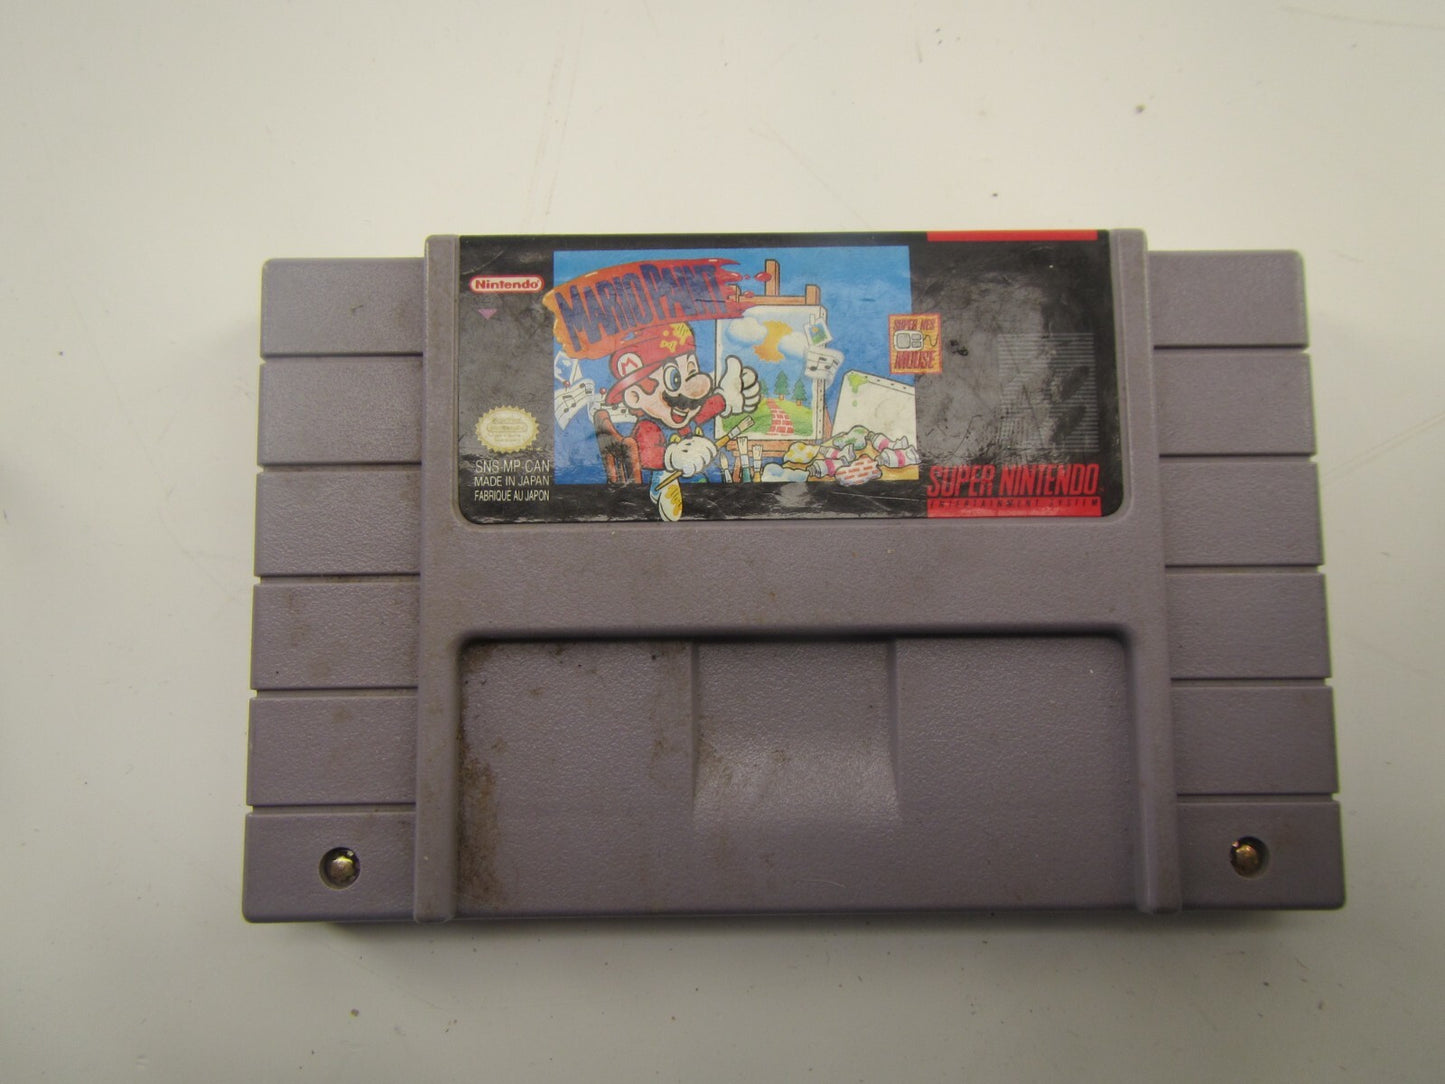 Nintendo
MARIO PAINT
M
SUPER NES
MOUSE
SNS-MP-CAN
MADE IN JAPAN
FABRIQUE AU JAPON
SUPER NINTENDO
ENTERTAINMENT SYSTEM